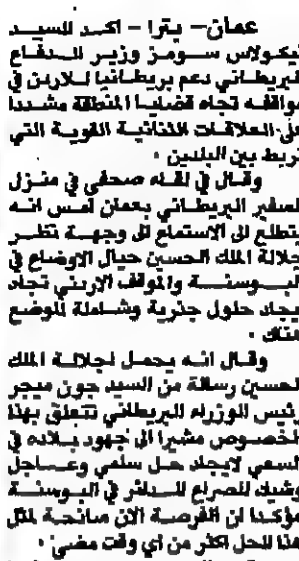 عمان– بترا – اكد السيد
نيكولاس سومز وزير الدفاع
البريطاني دعم بريطانيا للاردن في
مواقفه تجاه قضايا المنطقة مشددا
على العلاقات الثنائية القوية التي
تربط بين البلدين .
وقال في لقاء صحفي في منزل
السفير البريطاني بعمان امس انه
يتطلع الى الاستماع الى وجهة نظر
جلالة الملك الحسين حيال الاوضاع في
البوسنة والموقف الاردني تجاه
ايجاد حلول جذرية وشاملة للوضع
هناك .
وقال انه يحمل لجلالة الملك
الحسين رسالة من السيد جون ميجر
رئيس الوزراء البريطاني تتعلق بهذا
الخصوص مشيرا الى جهود بلاده في
السعي لايجاد حل سلمي وعاجل
وشيك للصراع الدائر في البوسنة
مؤكدا ان الفرصة الان سانحة لمثل
هذا الحل اكثر من اي وقت مضى .